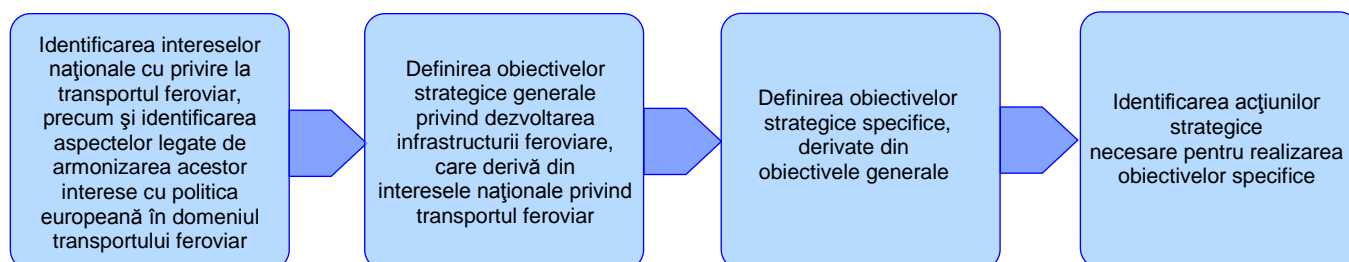 Identificarea intereselor
naţionale cu privire la
transportul feroviar,
precum şi identificarea
aspectelor legate de
armonizarea acestor
interese cu politica
europeană în domeniul
transportului feroviar
Definirea obiectivelor
strategice generale
privind dezvoltarea
infrastructurii feroviare,
care derivă din
interesele naţionale privind
transportul feroviar
Definirea obiectivelor
strategice specifice,
derivate din
obiectivele generale
Identificarea acţiunilor
strategice
necesare pentru realizarea
obiectivelor specifice